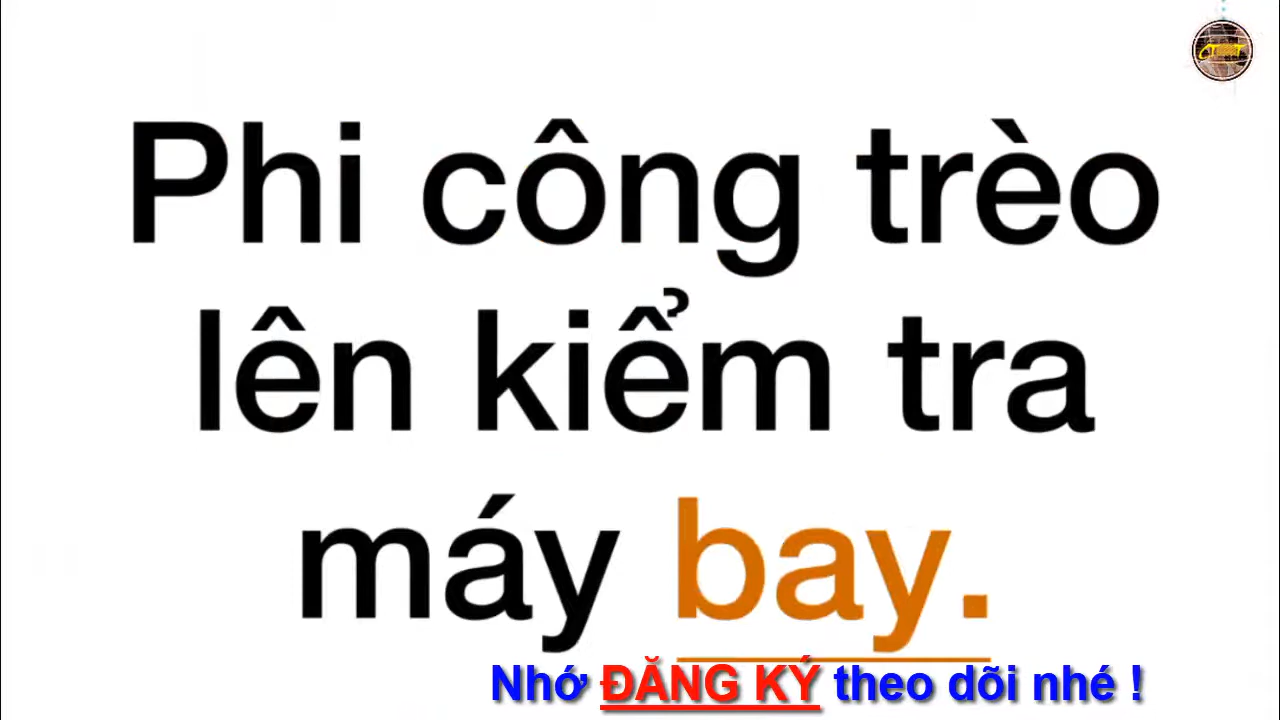 Phi công trèo
lên kiểm tra
máy bay.
Nhớ ĐĂNG KÝ theo dõi nhé !